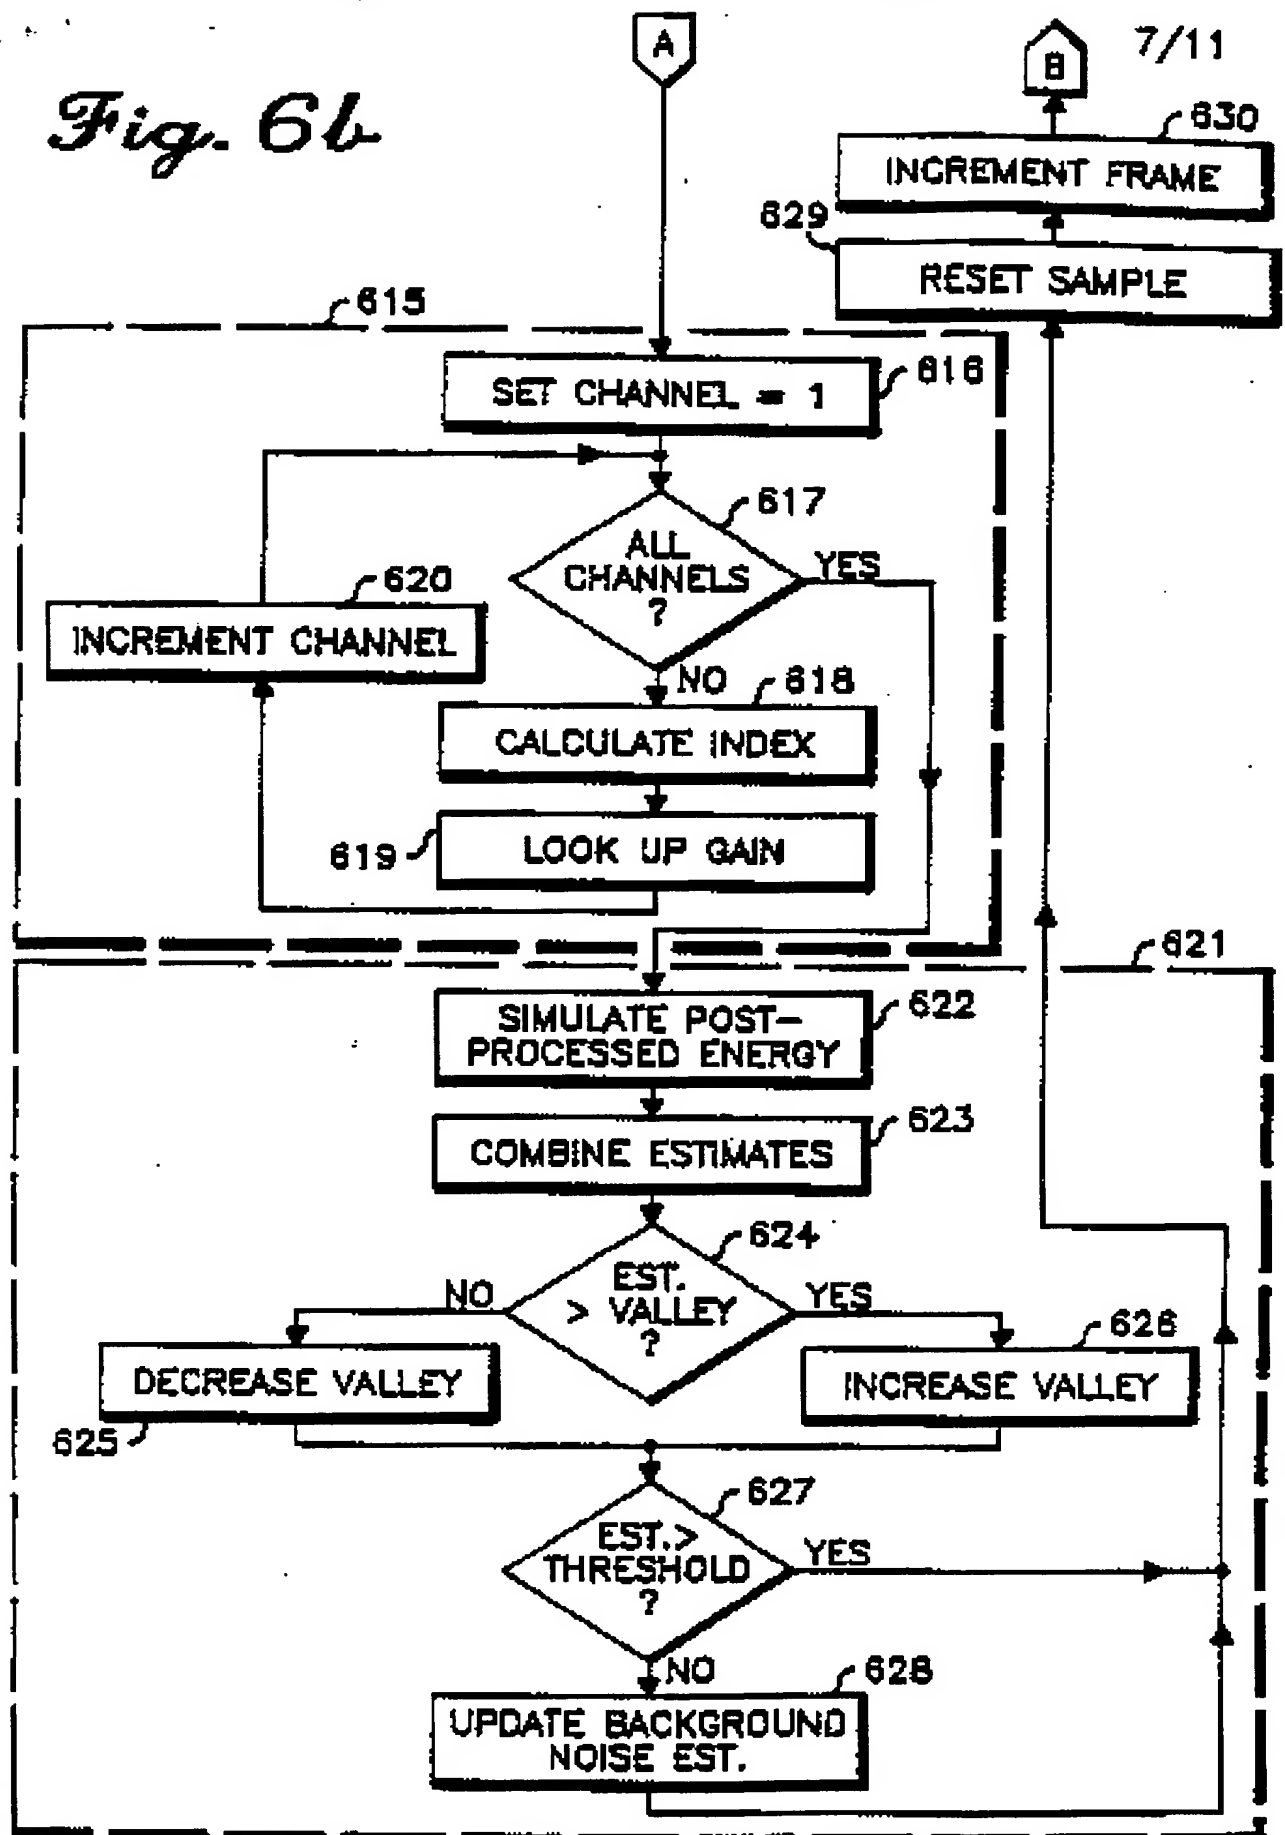 A
B
7/11
Fig. 6b
630
INCREMENT FRAME
629
RESET SAMPLE
615
SET CHANNEL = 1
616
617
ALL
CHANNELS
?
YES
620
INCREMENT CHANNEL
NO
618
CALCULATE INDEX
619
LOOK UP GAIN
621
SIMULATE POST-
PROCESSED ENERGY
622
COMBINE ESTIMATES
623
624
EST.
> VALLEY
?
NO
YES
DECREASE VALLEY
625
626
INCREASE VALLEY
627
EST.>
THRESHOLD
?
YES
NO
628
UPDATE BACKGROUND
NOISE EST.